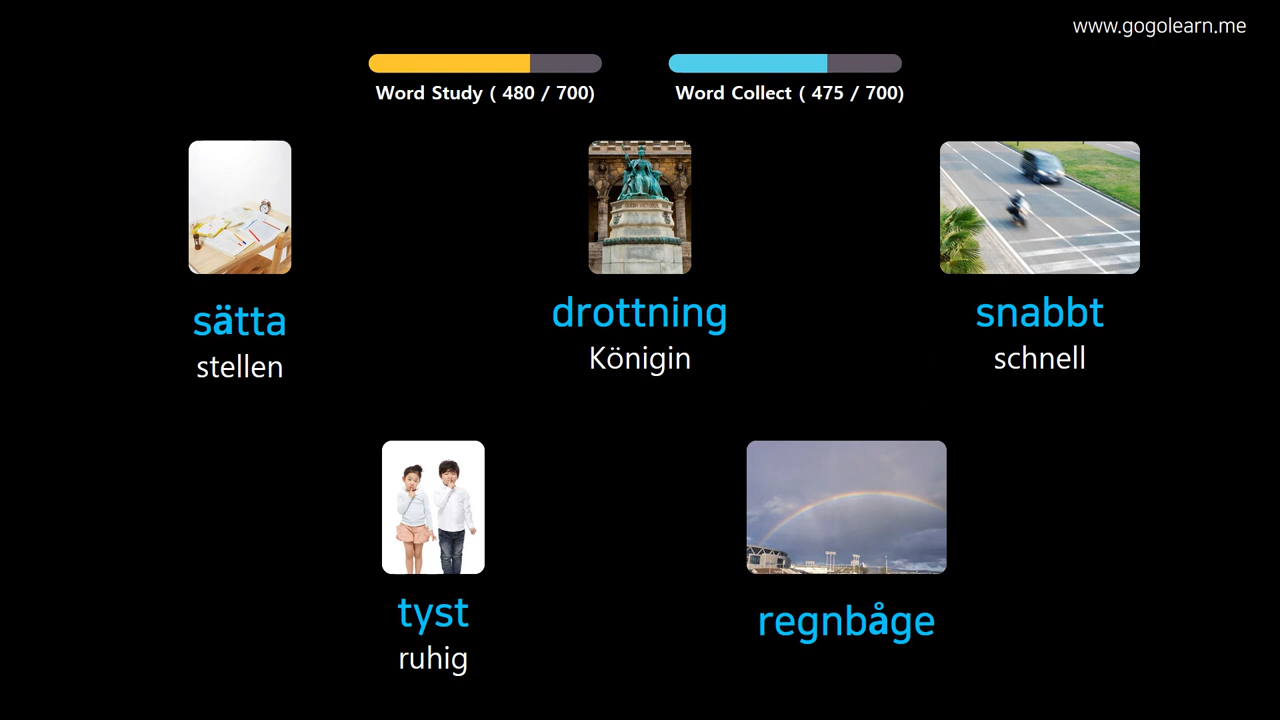 www.gogolearn.me
Word Study ( 480 / 700)
Word Collect ( 475 / 700)
sätta
stellen
drottning
Königin
snabbt
schnell
tyst
ruhig
regnbåge